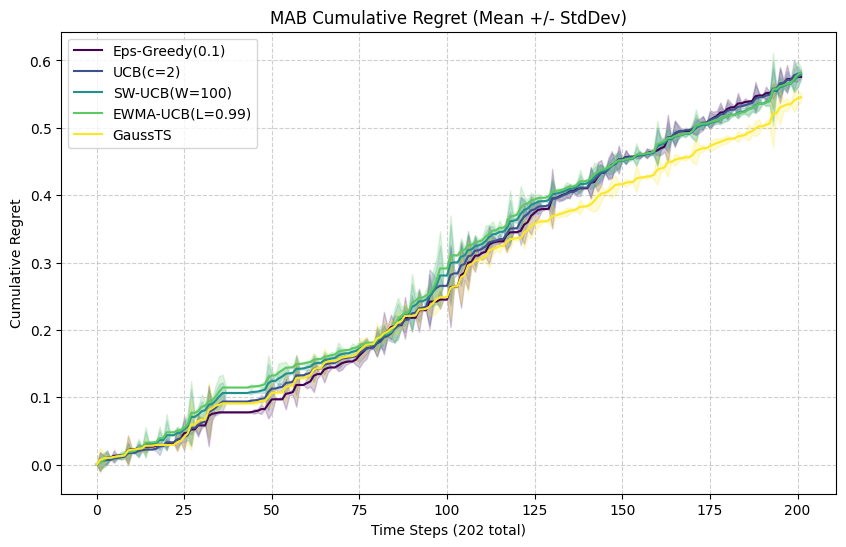 MAB Cumulative Regret (Mean +/- StdDev)
Eps-Greedy(0.1)
UCB(c=2)
SW-UCB(W=100)
EWMA-UCB(L=0.99)
GaussTS
Cumulative Regret
0.6
0.5
0.4
0.3
0.2
0.1
0.0
0 25 50 75 100 125 150 175 200
Time Steps (202 total)